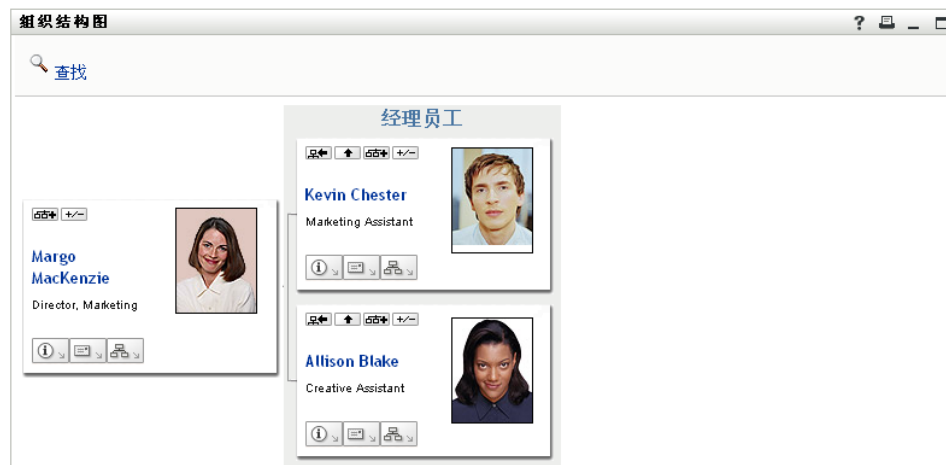 组织结构图
?
查找
经理员工
+/-
Kevin Chester
Marketing Assistant
+/-
Margo
MacKenzie
Director, Marketing
+/-
Allison Blake
Creative Assistant